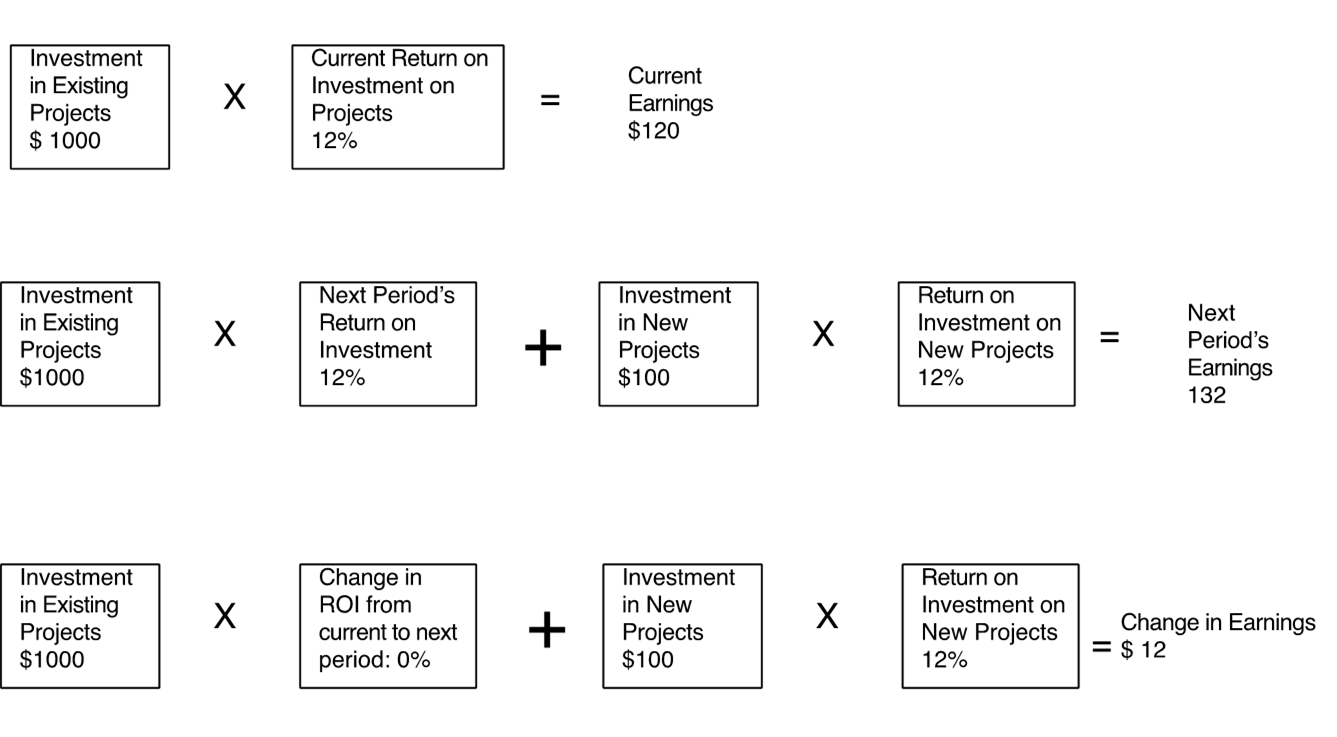 Investment
in Existing
Projects
$ 1000
X
Current Return on
Investment on
Projects
12%
=
Current
Earnings
$120
Investment
in Existing
Projects
$1000
X
Next Period's
Return on
Investment
12%
+
Investment
in New
Projects
$100
X
Return on
Investment on
New Projects
12%
=
Next
Period's
Earnings
132
Investment
in Existing
Projects
$1000
X
Change in
ROI from
current to next
period: 0%
+
Investment
in New
Projects
$100
X
Return on
Investment on
New Projects
12%
Change in Earnings
= $ 12